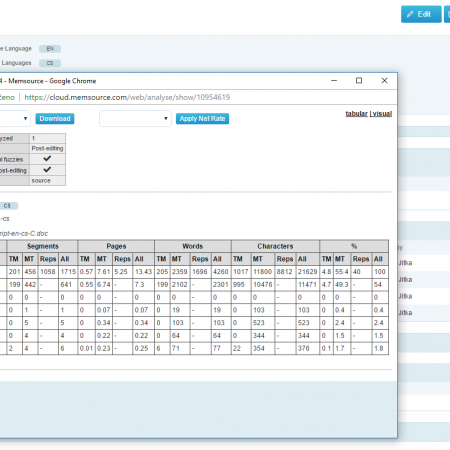 Edit
e Language EN
Languages CS
4 - Memsource - Google Chrome
čeno https://cloud.memsource.com/web/analyse/show/10954619
Download Apply Net Rate tabular | visual
yzed 1
Post-editing
l fuzzies ✔
ost-editing ✔
source
cs
-cs
ript-en-cs-C.doc
Segments Pages Words Characters %
TM MT Reps All TM MT Reps All TM MT Reps All TM MT Reps All TM MT Reps All
201 456 1058 1715 0.57 7.61 5.25 13.43 205 2359 1696 4260 1017 11800 8812 21629 4.8 55.4 40 100
199 442 - 641 0.55 6.74 - 7.3 199 2102 - 2301 995 10476 - 11471 4.7 49.3 - 54
0 0 - 0 0 0 - 0 0 0 - 0 0 0 - 0 0 0 - 0
0 1 - 1 0 0.07 - 0.07 0 19 - 19 0 103 - 103 0 0.4 - 0.4
0 5 - 5 0 0.34 - 0.34 0 103 - 103 0 523 - 523 0 2.4 - 2.4
0 4 - 4 0 0.22 - 0.22 0 64 - 64 0 344 - 344 0 1.5 - 1.5
2 4 - 6 0.01 0.23 - 0.25 6 71 - 77 22 354 - 376 0.1 1.7 - 1.8
y
Jitka
Jitka
Jitka
Jitka